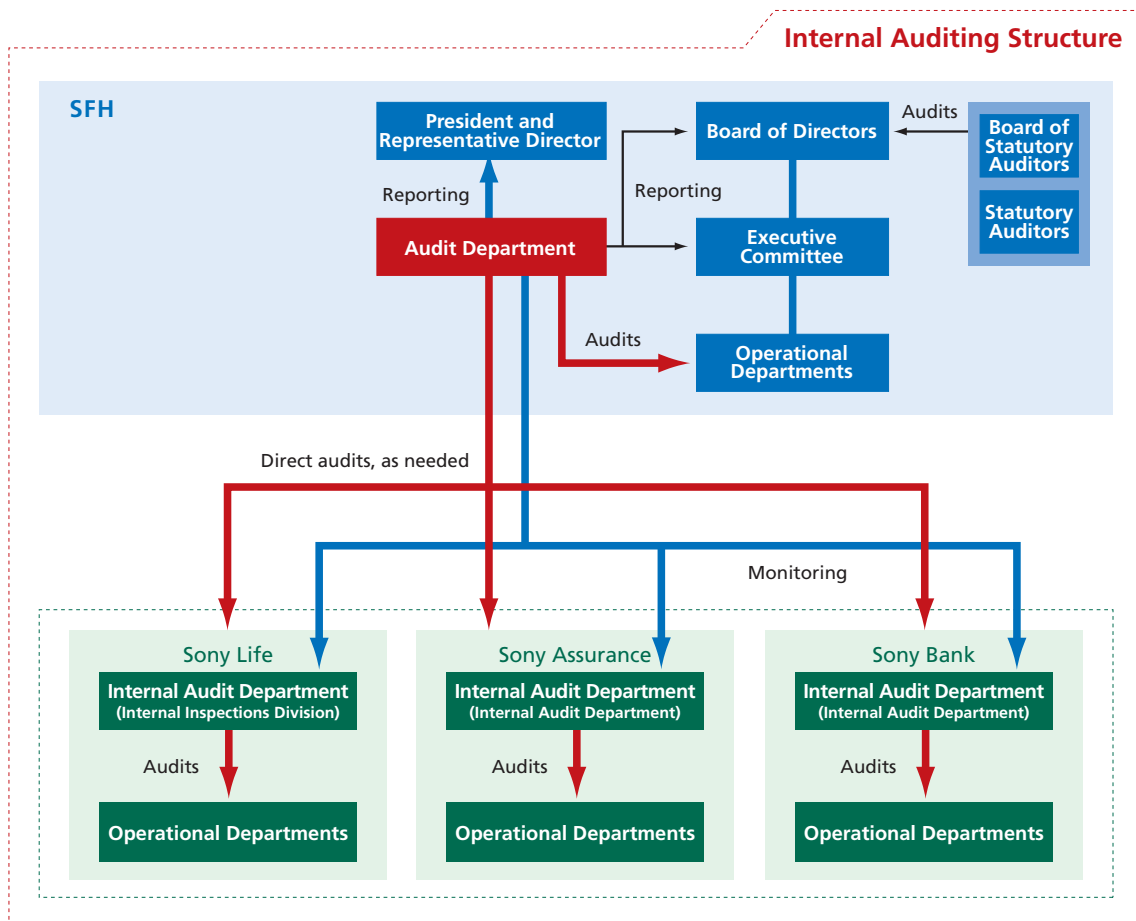 Internal Auditing Structure
SFH
President and
Representative Director
Board of Directors
Audits
Board of
Statutory
Auditors
Statutory
Auditors
Reporting
Reporting
Audit Department
Executive
Committee
Audits
Operational
Departments
Direct audits, as needed
Monitoring
Sony Life
Internal Audit Department
(Internal Inspections Division)
Audits
Operational Departments
Sony Assurance
Internal Audit Department
(Internal Audit Department)
Audits
Operational Departments
Sony Bank
Internal Audit Department
(Internal Audit Department)
Audits
Operational Departments